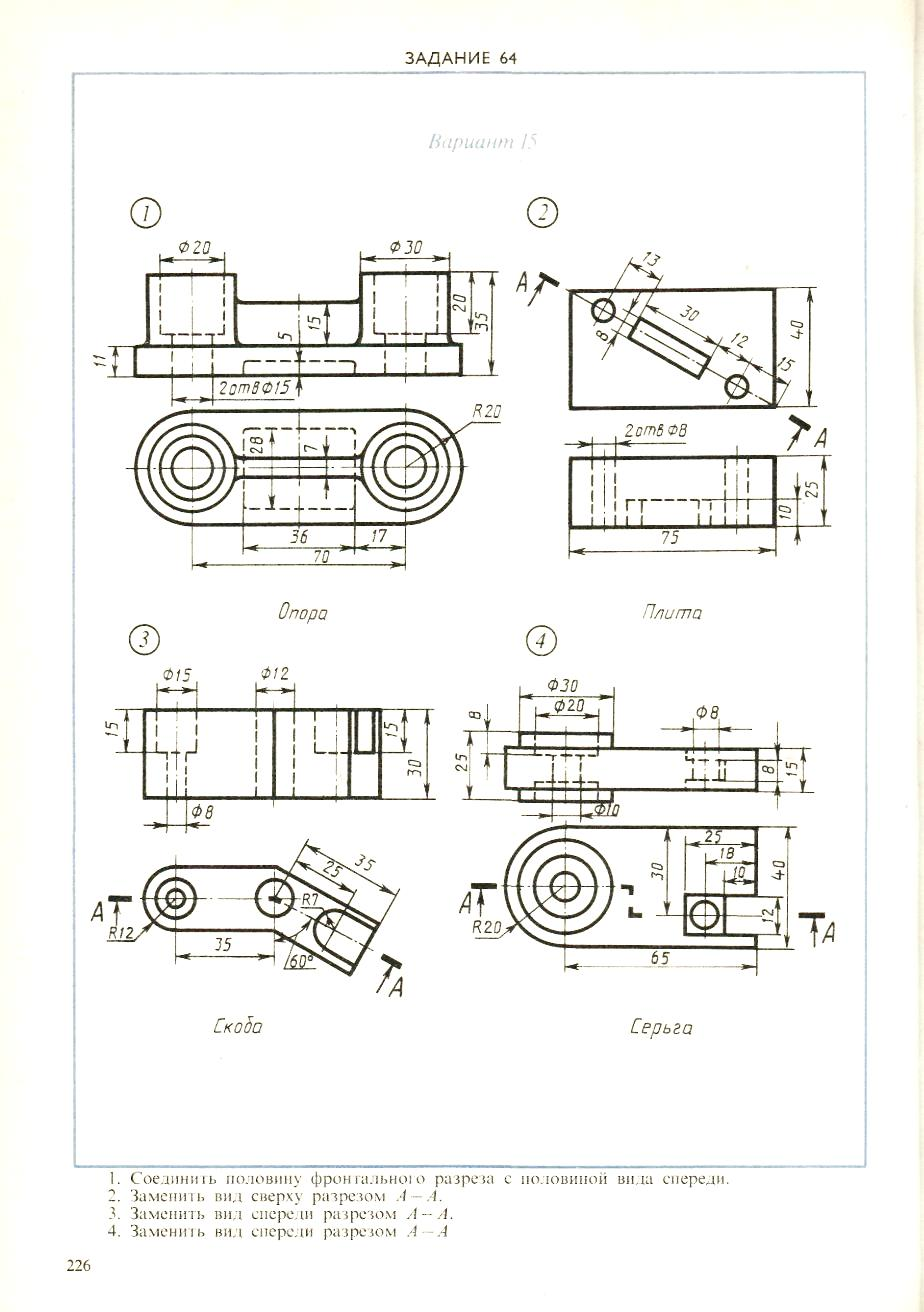 ЗАДАНИЕ 64
Вариант 15
1
2
Ф20
Ф30
20
35
15
5
11
2отвФ15
R20
28
7
36
17
70
Опора
А
13
30
12
15
8
40
А
2отвФ8
25
10
75
Плита
3
4
Ф15
Ф12
15
15
30
Ф8
35
25
R7
А
R12
35
60°
А
Скоба
Ф30
Ф20
Ф8
8
25
8
15
Ф10
25
18
10
30
40
12
А
R20
А
65
Серьга
1. Соединить половину фронтального разреза с половиной вида спереди.
2. Заменить вид сверху разрезом А – А.
3. Заменить вид спереди разрезом А – А.
4. Заменить вид спереди разрезом А – А
226